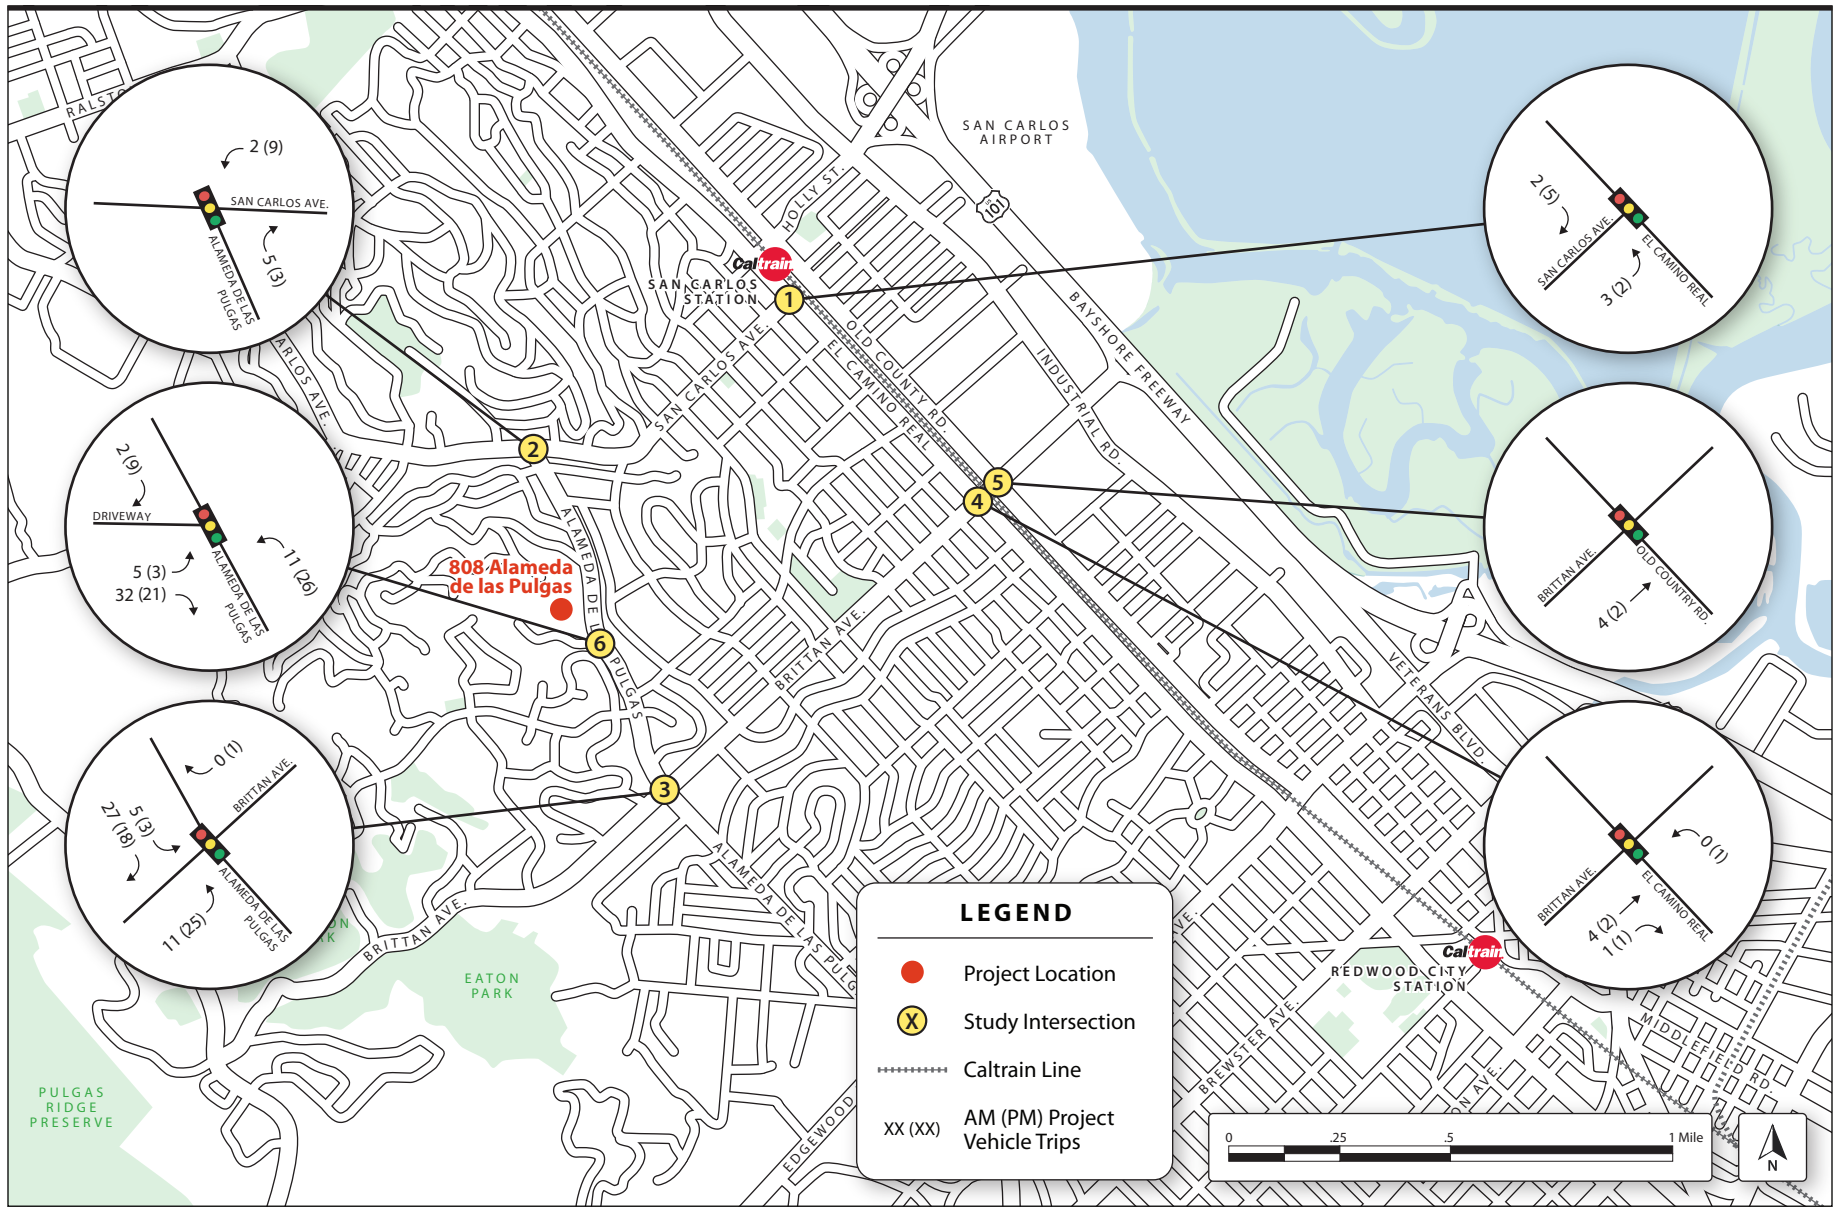 RALSTO
2 (9)
SAN CARLOS AVE.
ALAMEDA DE LAS
PULGAS
5 (3)
SAN CARLOS
AIRPORT
HOLLY ST.
101
Caltrain
SAN CARLOS
STATION
1
2 (5)
SAN CARLOS AVE.
EL CAMINO REAL
3 (2)
BAYSHORE FREEWAY
OLD COUNTY RD.
EL CAMINO REAL
INDUSTRIAL RD.
SAN CARLOS AVE.
ARLOS AVE.
2
5
4
2 (9)
DRIVEWAY
ALAMEDA DE LAS
PULGAS
5 (3)
32 (21)
11 (26)
808 Alameda
de las Pulgas
ALAMEDA DE L
PULGAS
6
BRITTAN AVE.
OLD COUNTRY RD.
4 (2)
BRITTAN AVE.
VETERANS BLVD.
3
0 (1)
BRITTAN AVE.
5 (3)
27 (18)
ALAMEDA DE LAS
PULGAS
11 (25)
0 (1)
BRITTAN AVE.
EL CAMINO REAL
4 (2)
1 (1)
ALAMEDA DE LAS PULG
BRITTAN AVE.
ON
RK
EATON
PARK
PULGAS
RIDGE
PRESERVE
AVE.
Caltrain
REDWOOD CITY
STATION
MIDDLEFIELD RD.
BREWSTER AVE.
ON AVE.
EDGEWOOD
LEGEND
Project Location
X
Study Intersection
Caltrain Line
XX (XX)
AM (PM) Project
Vehicle Trips
0 .25 .5 1 Mile
N